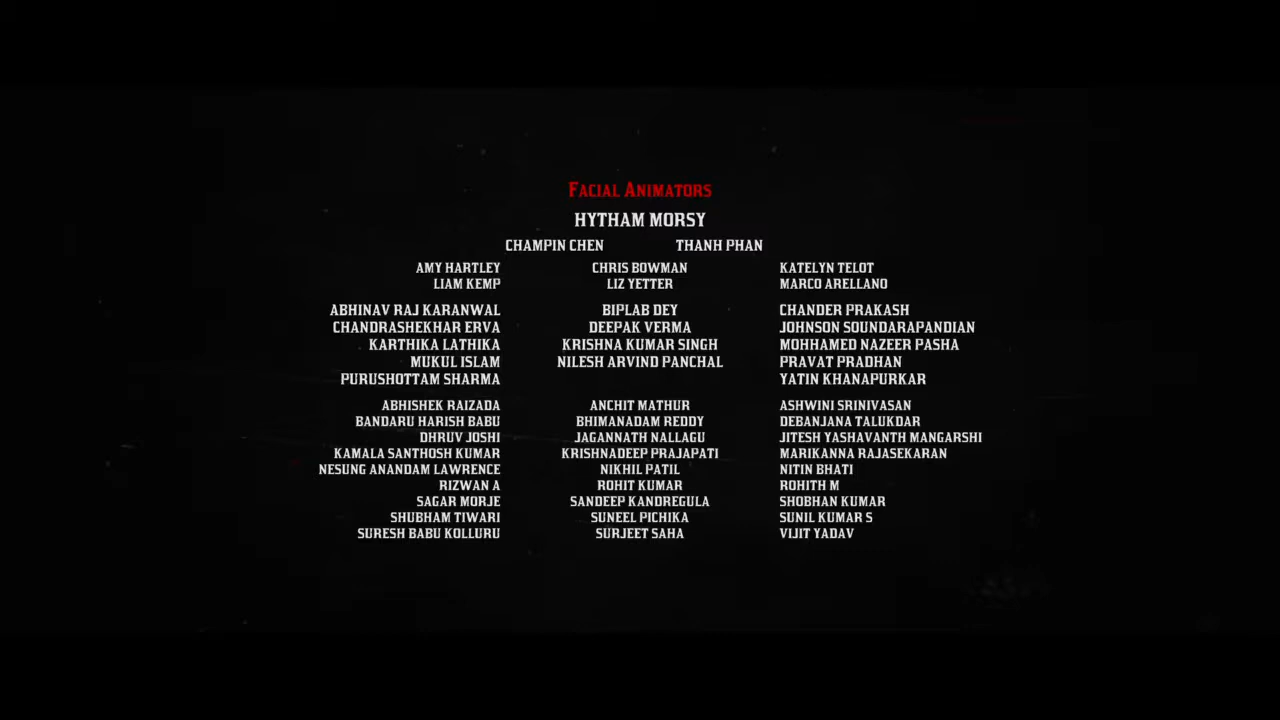 Facial Animators
HYTHAM MORSY
CHAMPIN CHEN THANH PHAN
AMY HARTLEY CHRIS BOWMAN KATELYN TELOT
LIAM KEMP LIZ YETTER MARCO ARELLANO
ABHINAV RAJ KARANWAL BIPLAB DEY CHANDER PRAKASH
CHANDRASHEKHAR ERVA DEEPAK VERMA JOHNSON SOUNDARAPANDIAN
KARTHIKA LATHIKA KRISHNA KUMAR SINGH MOHHAMED NAZEER PASHA
MUKUL ISLAM NILESH ARVIND PANCHAL PRAVAT PRADHAN
PURUSHOTTAM SHARMA YATIN KHANAPURKAR
ABHISHEK RAIZADA ANCHIT MATHUR ASHWINI SRINIVASAN
BANDARU HARISH BABU BHIMANADAM REDDY DEBANJANA TALUKDAR
DHRUV JOSHI JAGANNATH NALLAGU JITESH YASHAVANTH MANGARSHI
KAMALA SANTHOSH KUMAR KRISHNADEEP PRAJAPATI MARIKANNA RAJASEKARAN
NESUNG ANANDAM LAWRENCE NIKHIL PATIL NITIN BHATI
RIZWAN A ROHIT KUMAR ROHITH M
SAGAR MORJE SANDEEP KANDREGULA SHOBHAN KUMAR
SHUBHAM TIWARI SUNEEL PICHIKA SUNIL KUMAR S
SURESH BABU KOLLURU SURJEET SAHA VIJIT YADAV